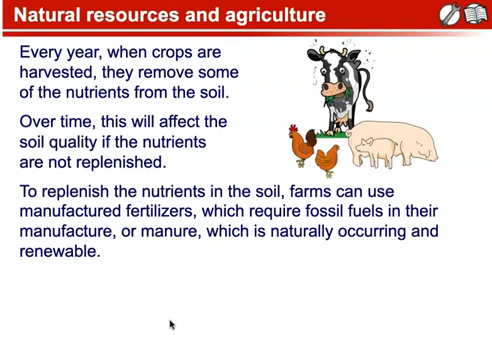 Natural resources and agriculture
Every year, when crops are
harvested, they remove some
of the nutrients from the soil.
Over time, this will affect the
soil quality if the nutrients
are not replenished.
To replenish the nutrients in the soil, farms can use
manufactured fertilizers, which require fossil fuels in their
manufacture, or manure, which is naturally occurring and
renewable.